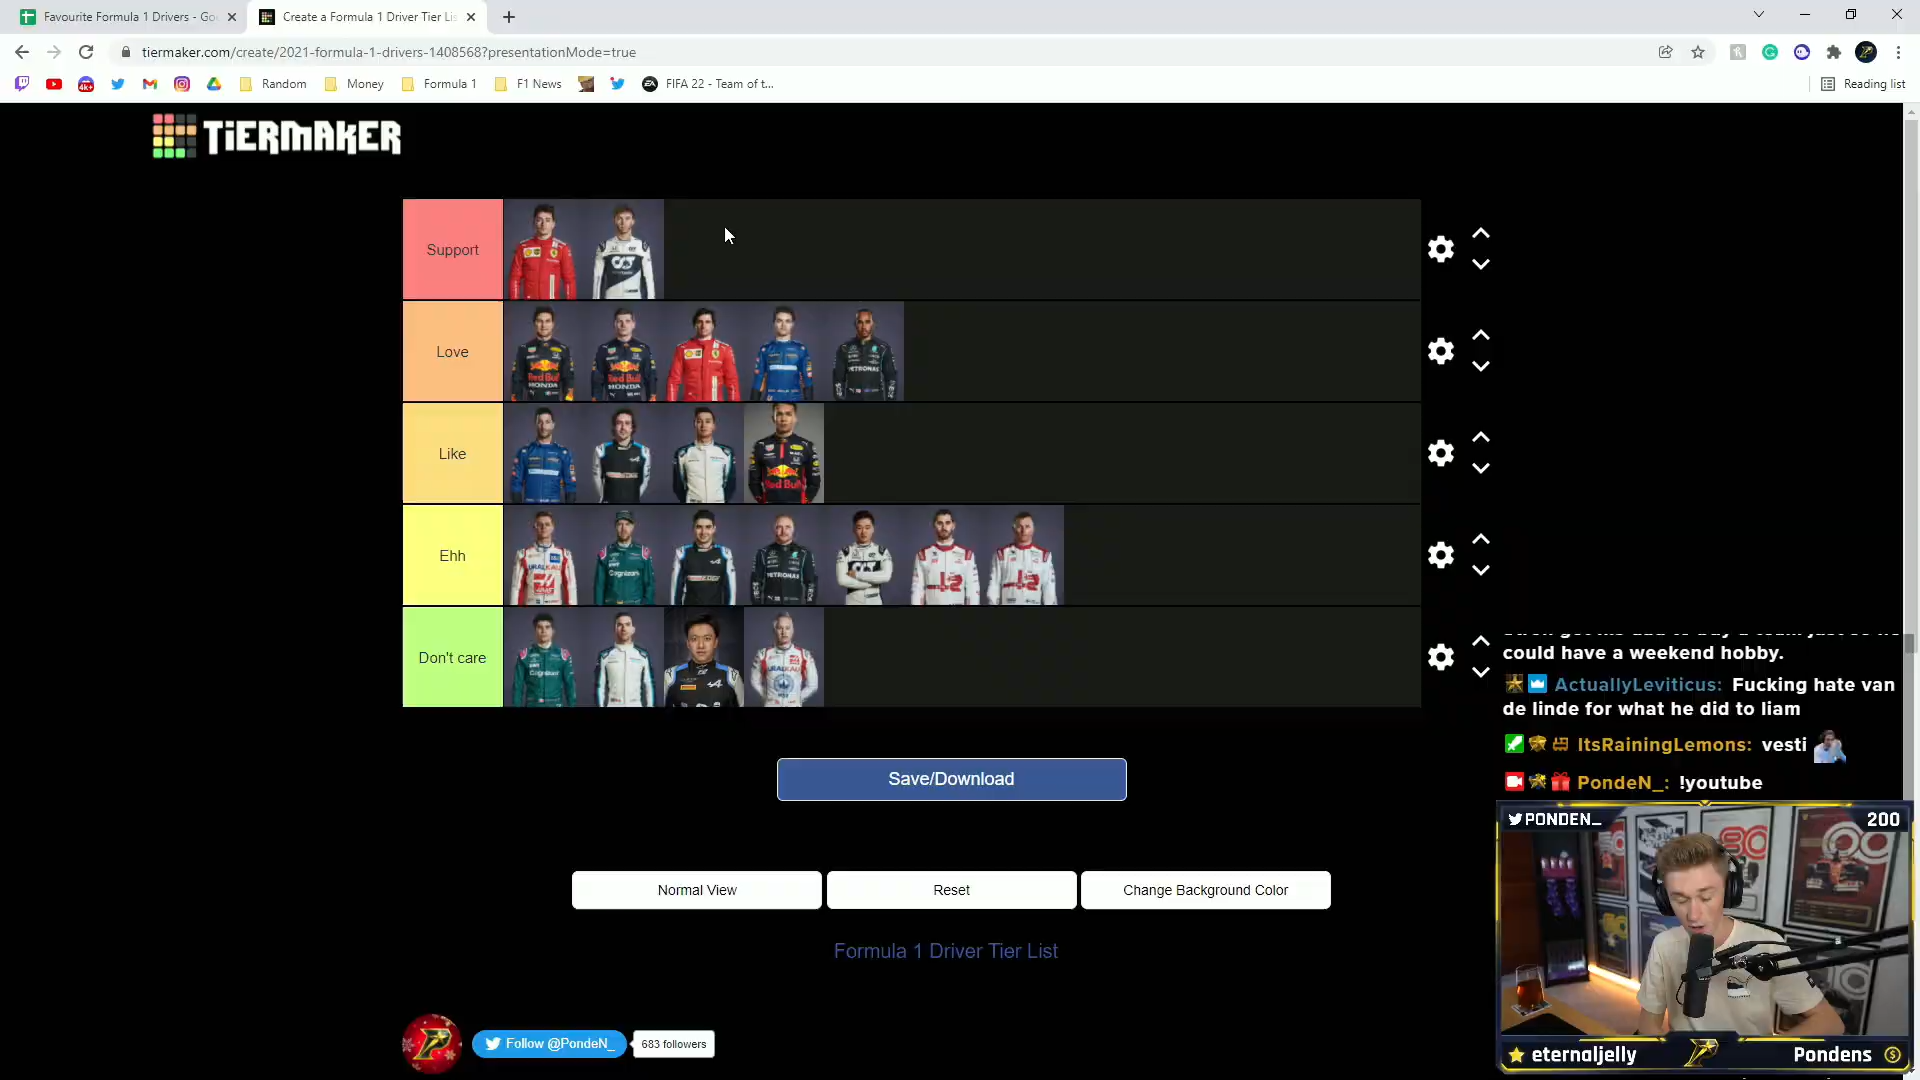 Favourite Formula 1 Drivers - Go
Create a Formula 1 Driver Tier Lis
tiermaker.com/create/2021-formula-1-drivers-1408568?presentationMode=true
4k+ Random Money Formula 1 F1 News FIFA 22 - Team of t... Reading list
TiERMAKER
Support
Love
Like
Ehh
Don't care
could have a weekend hobby.
ActuallyLeviticus: Fucking hate van
de linde for what he did to liam
ItsRainingLemons: vesti
PondeN_: !youtube
PONDEN_ 200
Save/Download
Normal View Reset Change Background Color
Formula 1 Driver Tier List
Follow @PondeN_ 683 followers
eternaljelly Pondens